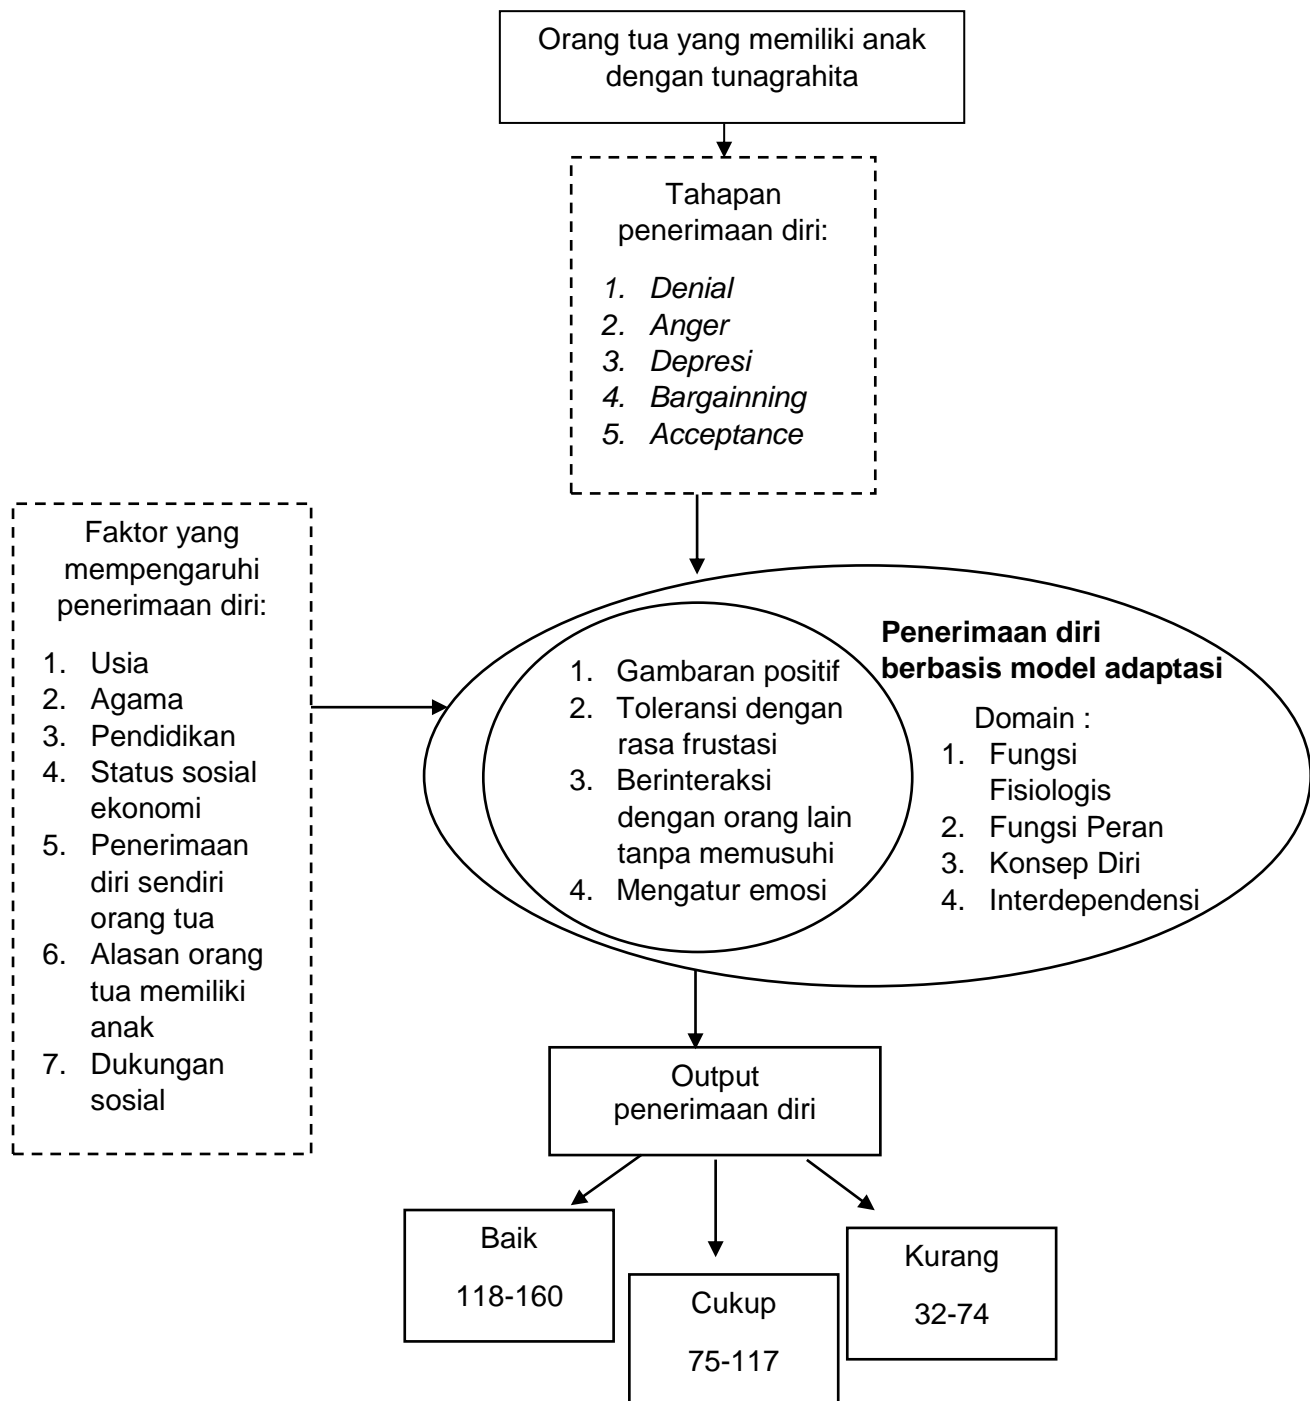 Orang tua yang memiliki anak
dengan tunagrahita
Tahapan
penerimaan diri:
1. Denial
2. Anger
3. Depresi
4. Bargainning
5. Acceptance
Faktor yang
mempengaruhi
penerimaan diri:
1. Usia
2. Agama
3. Pendidikan
4. Status sosial
ekonomi
5. Penerimaan
diri sendiri
orang tua
6. Alasan orang
tua memiliki
anak
7. Dukungan
sosial
1. Gambaran positif
2. Toleransi dengan
rasa frustasi
3. Berinteraksi
dengan orang lain
tanpa memusuhi
4. Mengatur emosi
Penerimaan diri
berbasis model adaptasi
Domain :
1. Fungsi
Fisiologis
2. Fungsi Peran
3. Konsep Diri
4. Interdependensi
Output
penerimaan diri
Baik
118-160
Cukup
75-117
Kurang
32-74